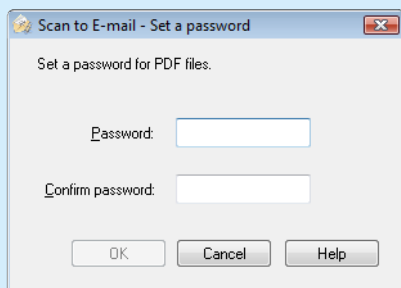 Scan to E-mail - Set a password
Set a password for PDF files.
Password:
Confirm password:
OK Cancel Help